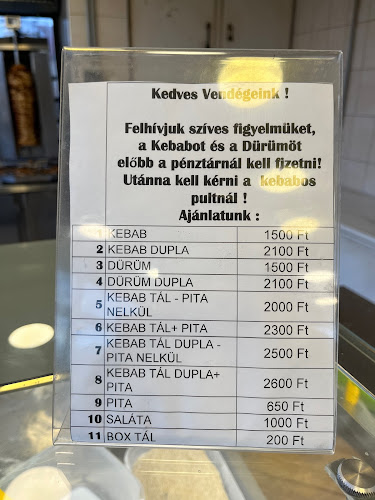 Kedves Vendégeink !
Felhívjuk szíves figyelmüket,
a Kebabot és a Dürümöt
előbb a pénztárnál kell fizetni!
Utánna kell kérni a kebabos
pultnál !
Ajánlatunk :
1 KEBAB 1500 Ft
2 KEBAB DUPLA 2100 Ft
3 DÜRÜM 1500 Ft
4 DÜRÜM DUPLA 2100 Ft
5 KEBAB TÁL - PITA
NELKÜL 2000 Ft
6 KEBAB TÁL+ PITA 2300 Ft
7 KEBAB TÁL DUPLA -
PITA NELKÜL 2500 Ft
8 KEBAB TÁL DUPLA+
PITA 2600 Ft
9 PITA 650 Ft
10 SALÁTA 1000 Ft
11 BOX TÁL 200 Ft